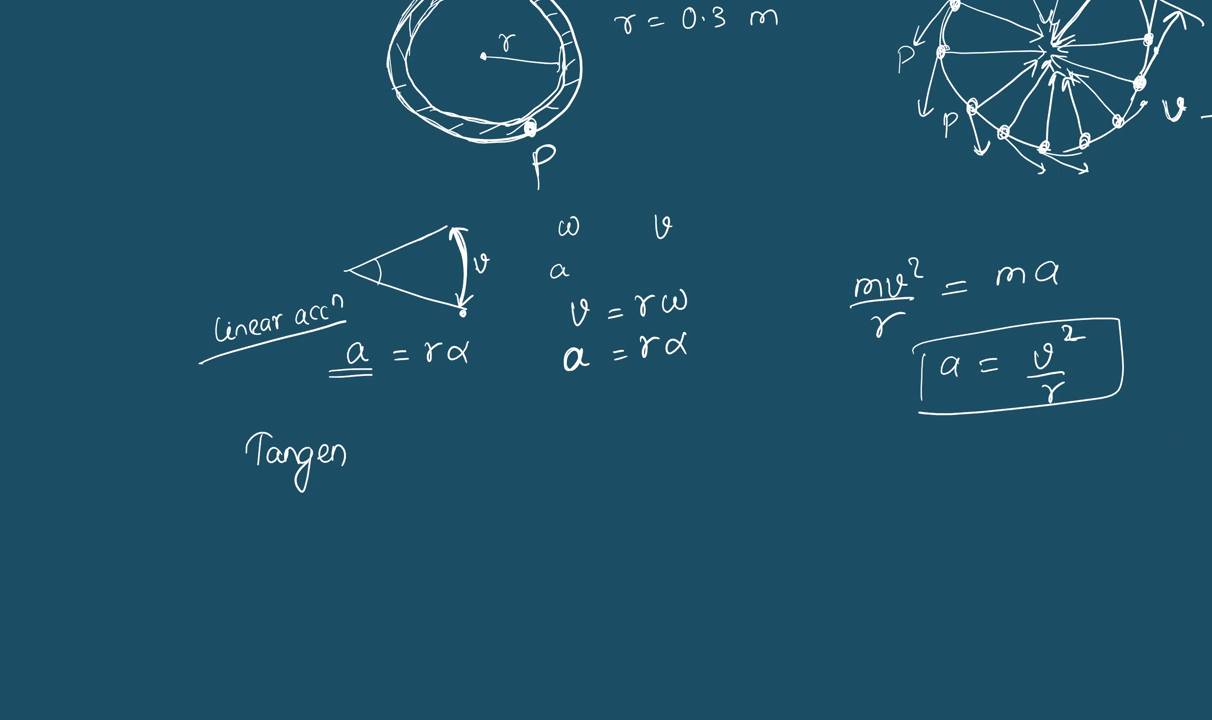 r
r = 0.3 m
P
P
P
v
ω v
v
a
linear accⁿ
v = rω
a = rα
a = rα
mv²/r = ma
a = v²/r
Tangen